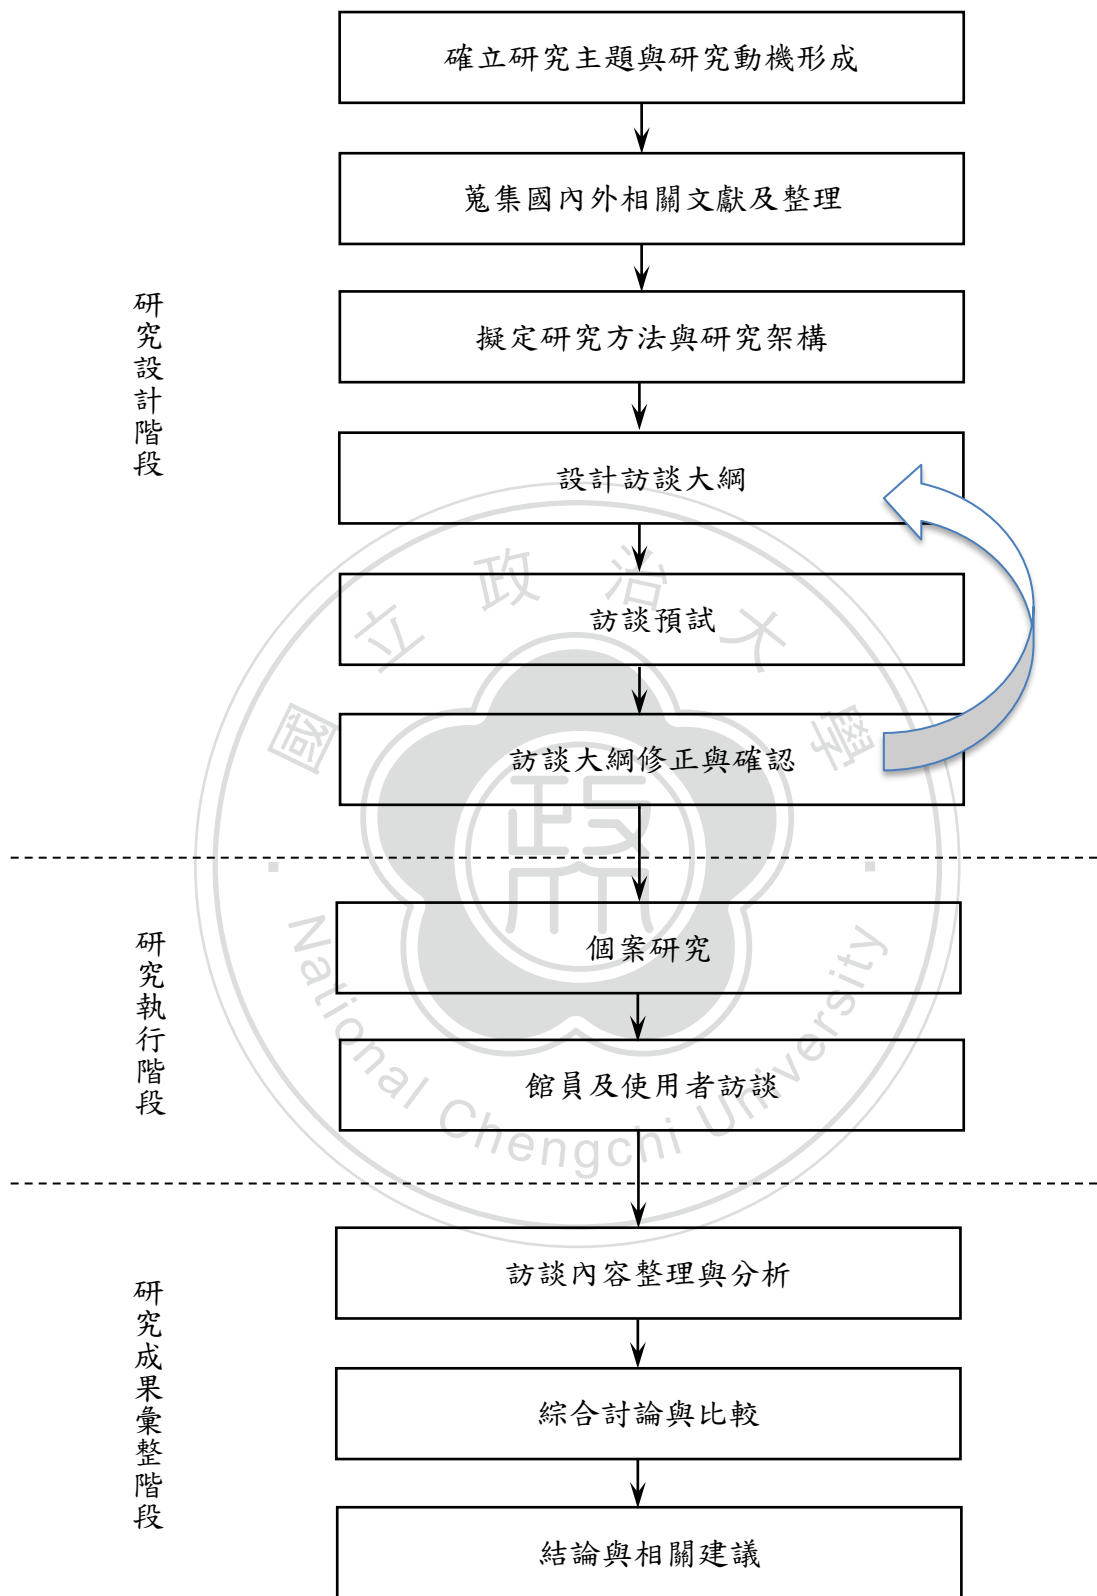 確立研究主題與研究動機形成
蒐集國內外相關文獻及整理
擬定研究方法與研究架構
研究設計階段
設計訪談大綱
訪談預試
訪談大綱修正與確認
國立政治大學
個案研究
研究執行階段
館員及使用者訪談
National Chengchi University
訪談內容整理與分析
研究成果彙整階段
綜合討論與比較
結論與相關建議